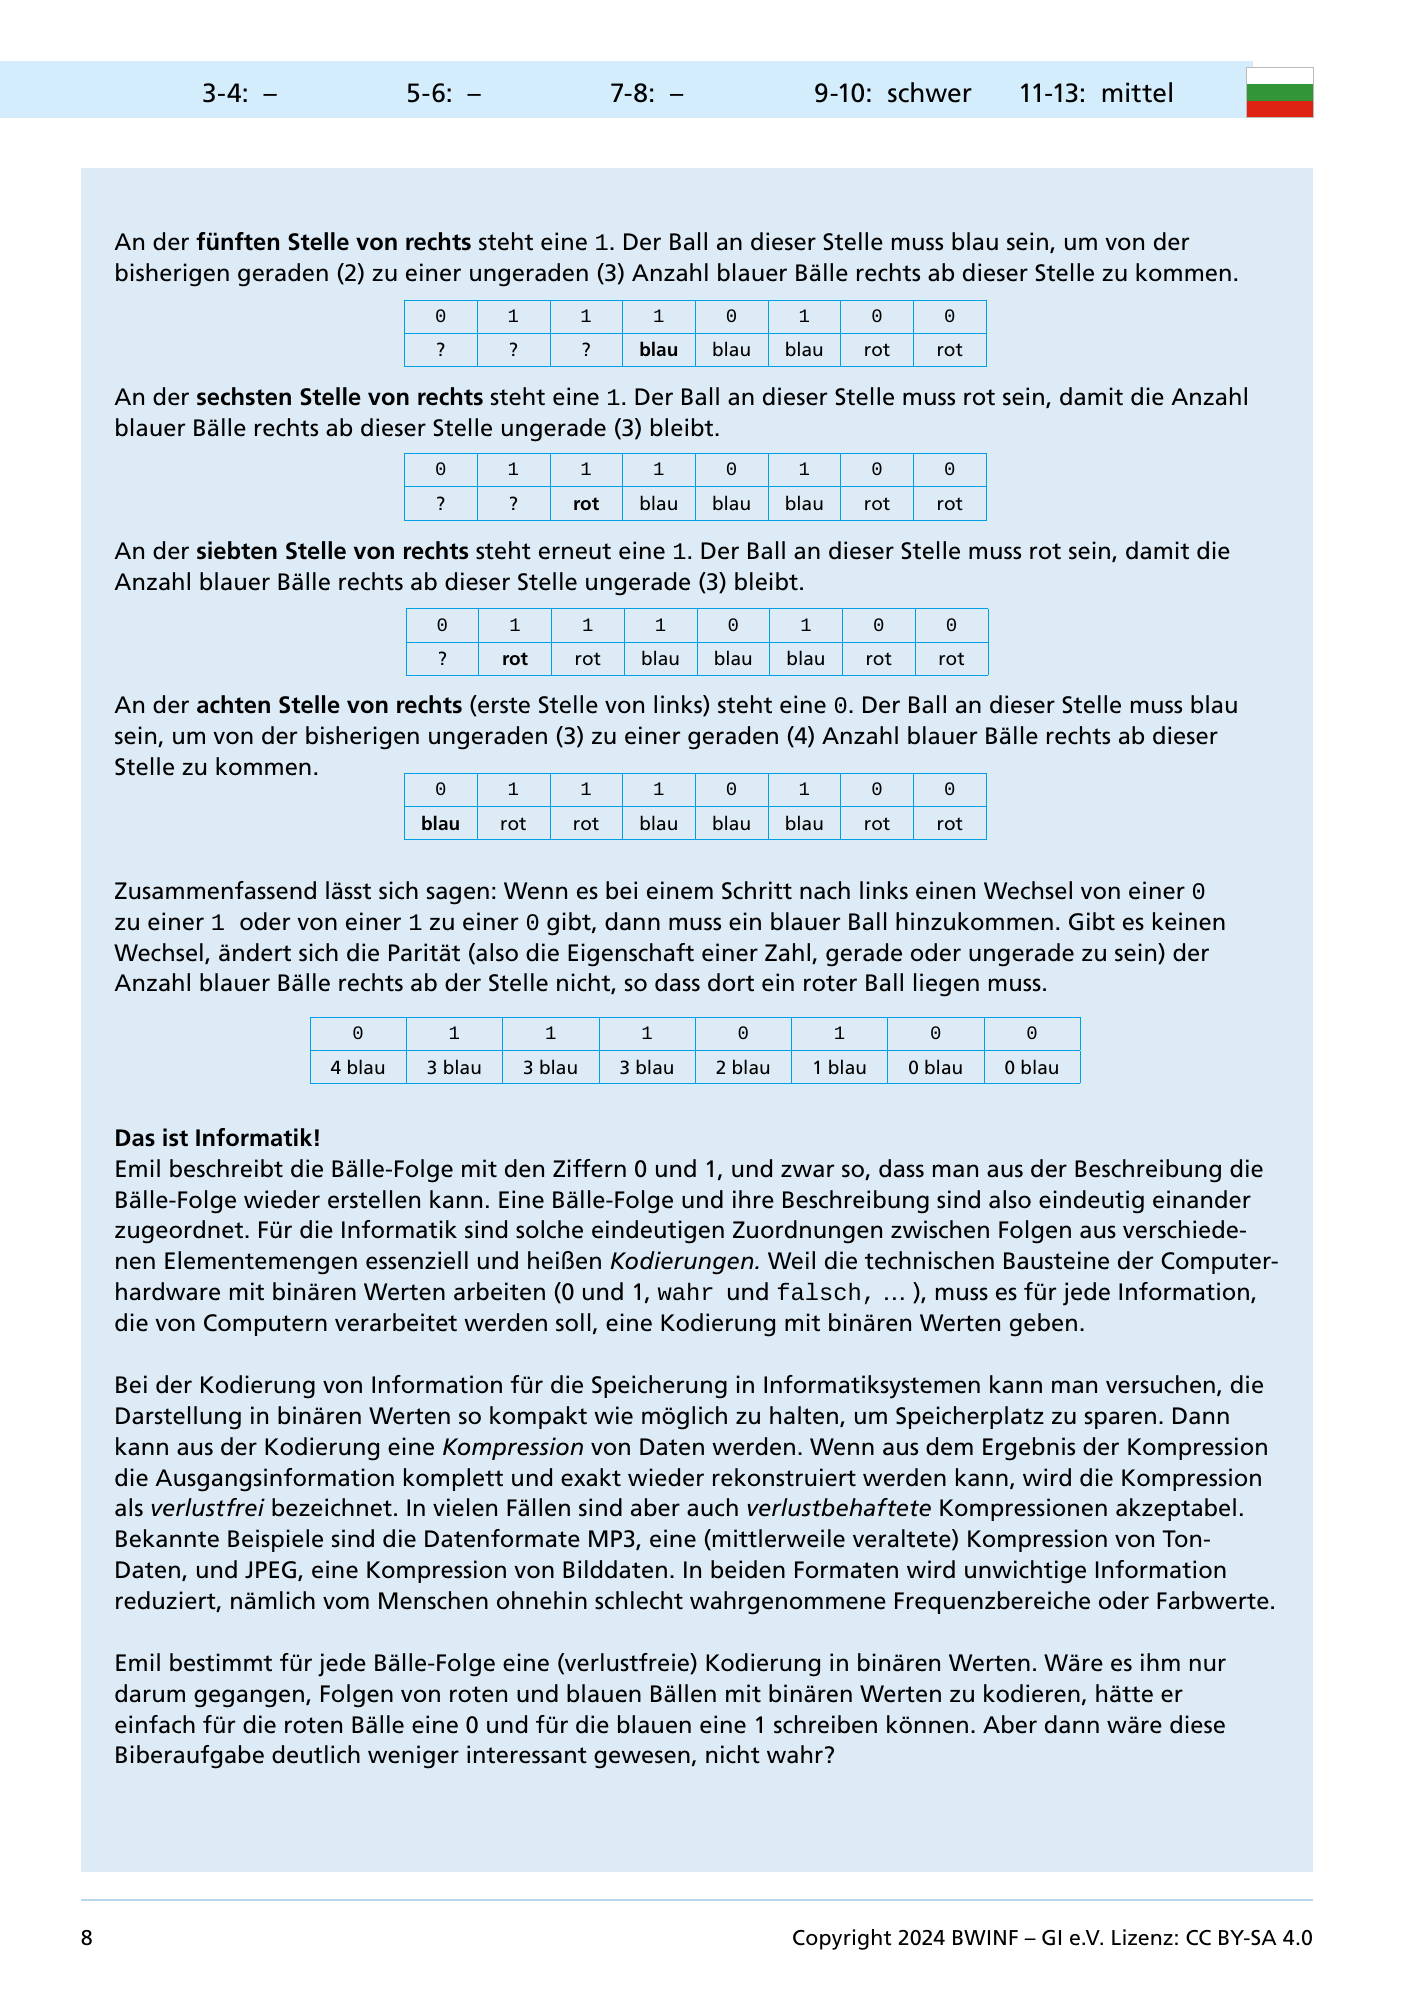 3-4: – 5-6: – 7-8: – 9-10: schwer 11-13: mittel
An der fünften Stelle von rechts steht eine 1. Der Ball an dieser Stelle muss blau sein, um von der
bisherigen geraden (2) zu einer ungeraden (3) Anzahl blauer Bälle rechts ab dieser Stelle zu kommen.
0 1 1 1 0 1 0 0
? ? ? blau blau blau rot rot
An der sechsten Stelle von rechts steht eine 1. Der Ball an dieser Stelle muss rot sein, damit die Anzahl
blauer Bälle rechts ab dieser Stelle ungerade (3) bleibt.
0 1 1 1 0 1 0 0
? ? rot blau blau blau rot rot
An der siebten Stelle von rechts steht erneut eine 1. Der Ball an dieser Stelle muss rot sein, damit die
Anzahl blauer Bälle rechts ab dieser Stelle ungerade (3) bleibt.
0 1 1 1 0 1 0 0
? rot rot blau blau blau rot rot
An der achten Stelle von rechts (erste Stelle von links) steht eine 0. Der Ball an dieser Stelle muss blau
sein, um von der bisherigen ungeraden (3) zu einer geraden (4) Anzahl blauer Bälle rechts ab dieser
Stelle zu kommen.
0 1 1 1 0 1 0 0
blau rot rot blau blau blau rot rot
Zusammenfassend lässt sich sagen: Wenn es bei einem Schritt nach links einen Wechsel von einer 0
zu einer 1 oder von einer 1 zu einer 0 gibt, dann muss ein blauer Ball hinzukommen. Gibt es keinen
Wechsel, ändert sich die Parität (also die Eigenschaft einer Zahl, gerade oder ungerade zu sein) der
Anzahl blauer Bälle rechts ab der Stelle nicht, so dass dort ein roter Ball liegen muss.
0 1 1 1 0 1 0 0
4 blau 3 blau 3 blau 3 blau 2 blau 1 blau 0 blau 0 blau
Das ist Informatik!
Emil beschreibt die Bälle-Folge mit den Ziffern 0 und 1, und zwar so, dass man aus der Beschreibung die
Bälle-Folge wieder erstellen kann. Eine Bälle-Folge und ihre Beschreibung sind also eindeutig einander
zugeordnet. Für die Informatik sind solche eindeutigen Zuordnungen zwischen Folgen aus verschiede-
nen Elementemengen essenziell und heißen Kodierungen. Weil die technischen Bausteine der Computer-
hardware mit binären Werten arbeiten (0 und 1, wahr und falsch, … ), muss es für jede Information,
die von Computern verarbeitet werden soll, eine Kodierung mit binären Werten geben.
Bei der Kodierung von Information für die Speicherung in Informatiksystemen kann man versuchen, die
Darstellung in binären Werten so kompakt wie möglich zu halten, um Speicherplatz zu sparen. Dann
kann aus der Kodierung eine Kompression von Daten werden. Wenn aus dem Ergebnis der Kompression
die Ausgangsinformation komplett und exakt wieder rekonstruiert werden kann, wird die Kompression
als verlustfrei bezeichnet. In vielen Fällen sind aber auch verlustbehaftete Kompressionen akzeptabel.
Bekannte Beispiele sind die Datenformate MP3, eine (mittlerweile veraltete) Kompression von Ton-
Daten, und JPEG, eine Kompression von Bilddaten. In beiden Formaten wird unwichtige Information
reduziert, nämlich vom Menschen ohnehin schlecht wahrgenommene Frequenzbereiche oder Farbwerte.
Emil bestimmt für jede Bälle-Folge eine (verlustfreie) Kodierung in binären Werten. Wäre es ihm nur
darum gegangen, Folgen von roten und blauen Bällen mit binären Werten zu kodieren, hätte er
einfach für die roten Bälle eine 0 und für die blauen eine 1 schreiben können. Aber dann wäre diese
Biberaufgabe deutlich weniger interessant gewesen, nicht wahr?
8 Copyright 2024 BWINF – GI e.V. Lizenz: CC BY-SA 4.0